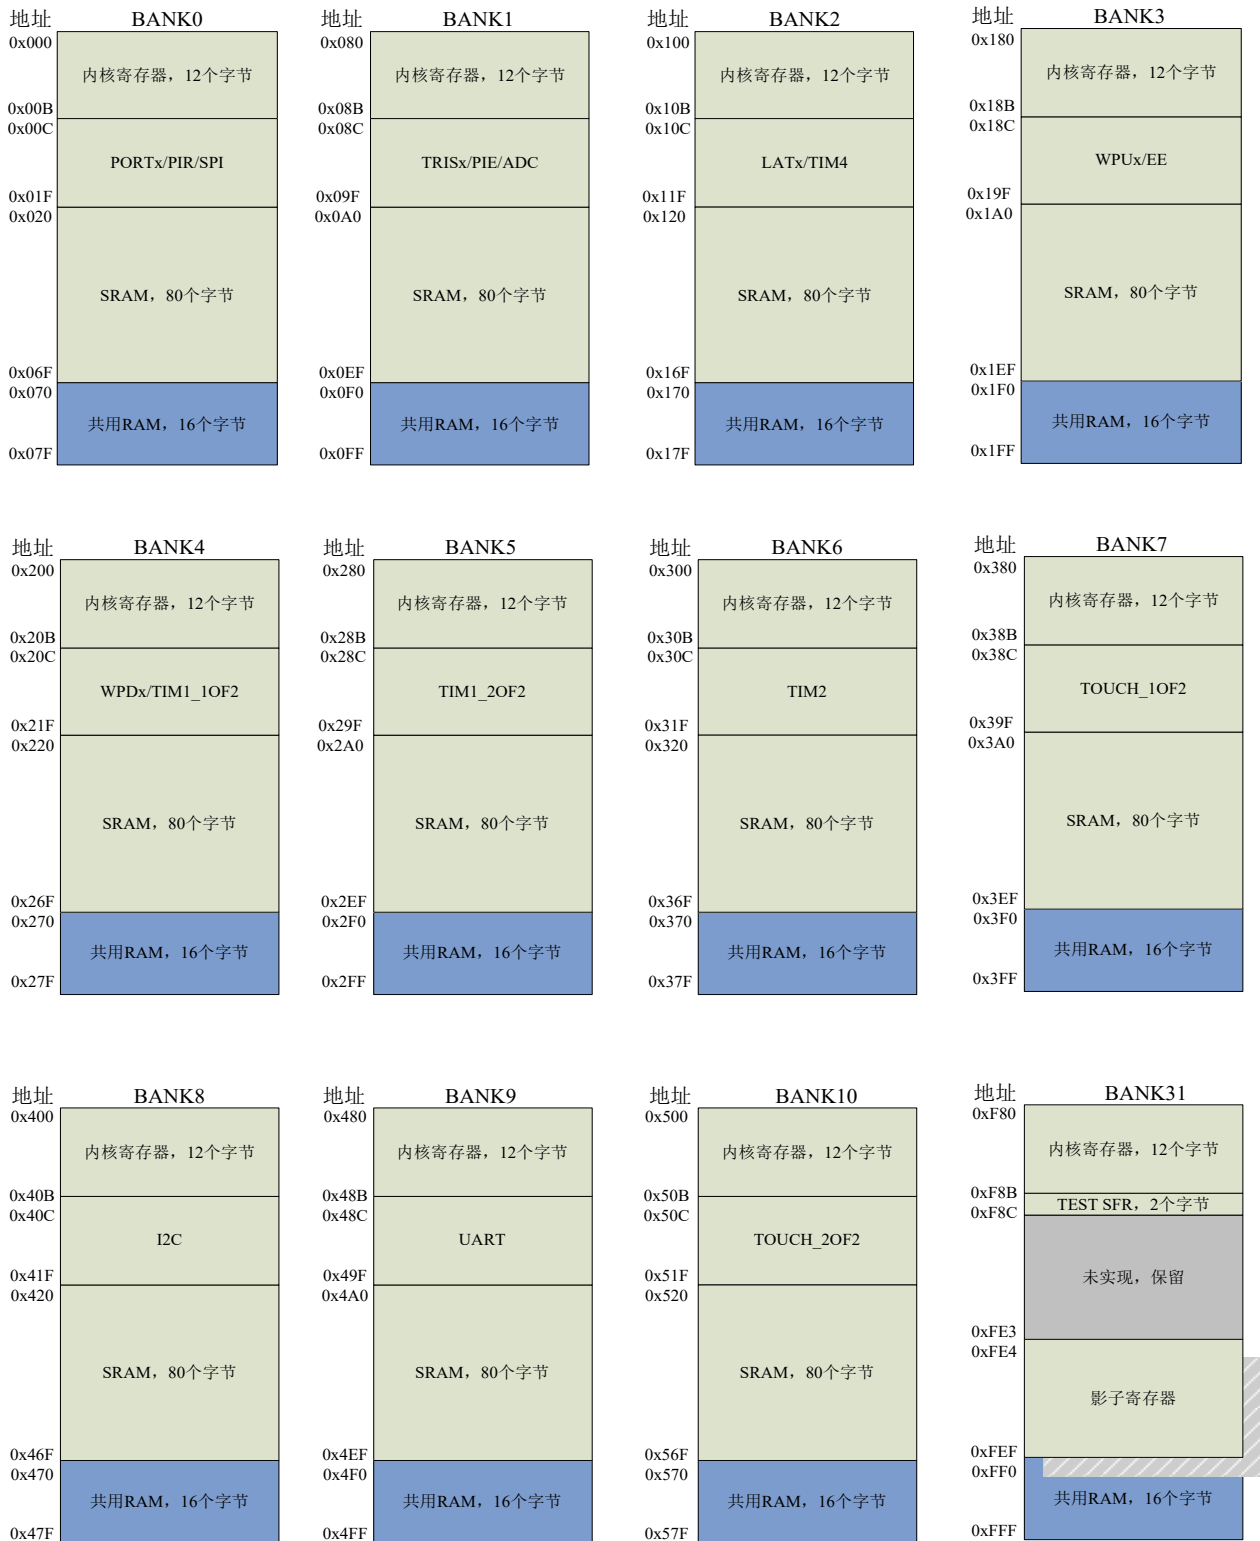 地址 BANK0
0x000
内核寄存器，12个字节
0x00B
0x00C
PORTx/PIR/SPI
0x01F
0x020
SRAM，80个字节
0x06F
0x070
共用RAM，16个字节
0x07F
地址 BANK1
0x080
内核寄存器，12个字节
0x08B
0x08C
TRISx/PIE/ADC
0x09F
0x0A0
SRAM，80个字节
0x0EF
0x0F0
共用RAM，16个字节
0x0FF
地址 BANK2
0x100
内核寄存器，12个字节
0x10B
0x10C
LATx/TIM4
0x11F
0x120
SRAM，80个字节
0x16F
0x170
共用RAM，16个字节
0x17F
地址 BANK3
0x180
内核寄存器，12个字节
0x18B
0x18C
WPUx/EE
0x19F
0x1A0
SRAM，80个字节
0x1EF
0x1F0
共用RAM，16个字节
0x1FF
地址 BANK4
0x200
内核寄存器，12个字节
0x20B
0x20C
WPDx/TIM1_1OF2
0x21F
0x220
SRAM，80个字节
0x26F
0x270
共用RAM，16个字节
0x27F
地址 BANK5
0x280
内核寄存器，12个字节
0x28B
0x28C
TIM1_2OF2
0x29F
0x2A0
SRAM，80个字节
0x2EF
0x2F0
共用RAM，16个字节
0x2FF
地址 BANK6
0x300
内核寄存器，12个字节
0x30B
0x30C
TIM2
0x31F
0x320
SRAM，80个字节
0x36F
0x370
共用RAM，16个字节
0x37F
地址 BANK7
0x380
内核寄存器，12个字节
0x38B
0x38C
TOUCH_1OF2
0x39F
0x3A0
SRAM，80个字节
0x3EF
0x3F0
共用RAM，16个字节
0x3FF
地址 BANK8
0x400
内核寄存器，12个字节
0x40B
0x40C
I2C
0x41F
0x420
SRAM，80个字节
0x46F
0x470
共用RAM，16个字节
0x47F
地址 BANK9
0x480
内核寄存器，12个字节
0x48B
0x48C
UART
0x49F
0x4A0
SRAM，80个字节
0x4EF
0x4F0
共用RAM，16个字节
0x4FF
地址 BANK10
0x500
内核寄存器，12个字节
0x50B
0x50C
TOUCH_2OF2
0x51F
0x520
SRAM，80个字节
0x56F
0x570
共用RAM，16个字节
0x57F
地址 BANK31
0xF80
内核寄存器，12个字节
0xF8B
TEST SFR，2个字节
0xF8C
未实现，保留
0xFE3
0xFE4
影子寄存器
0xFEF
0xFF0
共用RAM，16个字节
0xFFF